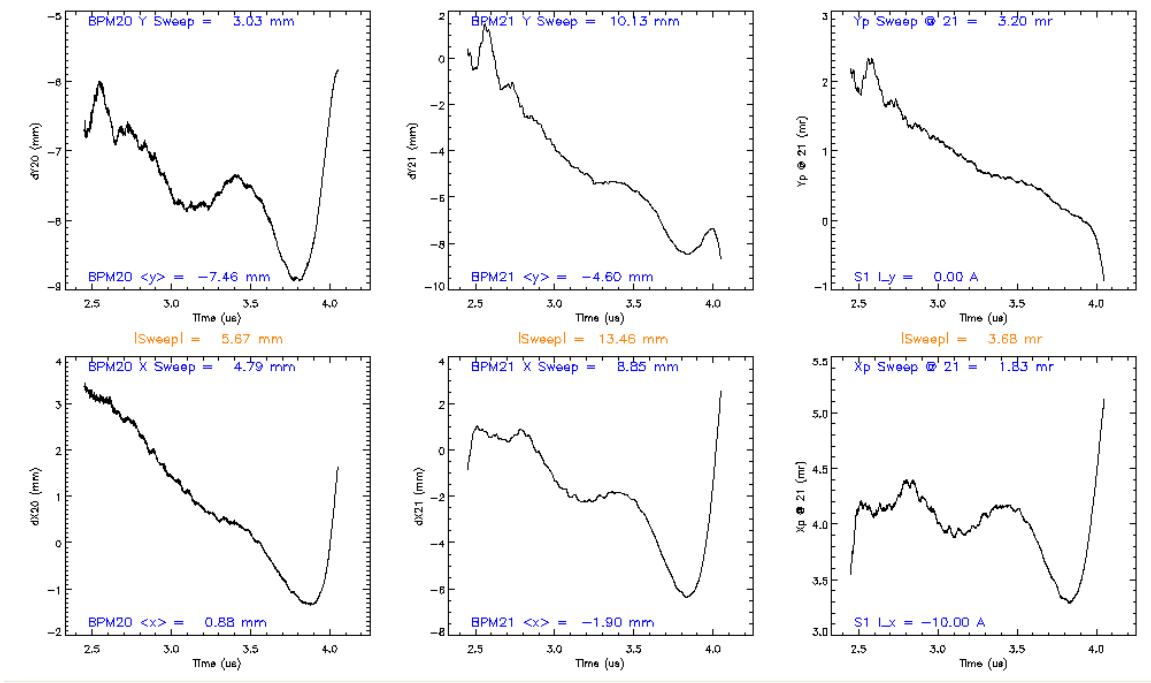 BPM20 Y Sweep = 3.03 mm
BPM21 Y Sweep = 10.13 mm
Yp Sweep @ 21 = 3.20 mr
-5
-6
-7
-8
-9
dY20 (mm)
BPM20 <y> = -7.46 mm
2.5 3.0 3.5 4.0
Time (us)
2
0
-2
-4
-6
-8
-10
dY21 (mm)
BPM21 <y> = -4.60 mm
2.5 3.0 3.5 4.0
Time (us)
3
2
1
0
-1
Yp @ 21 (mr)
S1 I_y = 0.00 A
2.5 3.0 3.5 4.0
Time (us)
|Sweep| = 5.67 mm
|Sweep| = 13.46 mm
|Sweep| = 3.68 mr
BPM20 X Sweep = 4.79 mm
BPM21 X Sweep = 8.85 mm
Xp Sweep @ 21 = 1.83 mr
4
3
2
1
0
-1
-2
dX20 (mm)
BPM20 <x> = 0.88 mm
2.5 3.0 3.5 4.0
Time (us)
4
2
0
-2
-4
-6
-8
dX21 (mm)
BPM21 <x> = -1.90 mm
2.5 3.0 3.5 4.0
Time (us)
5.5
5.0
4.5
4.0
3.5
3.0
Xp @ 21 (mr)
S1 I_x = -10.00 A
2.5 3.0 3.5 4.0
Time (us)